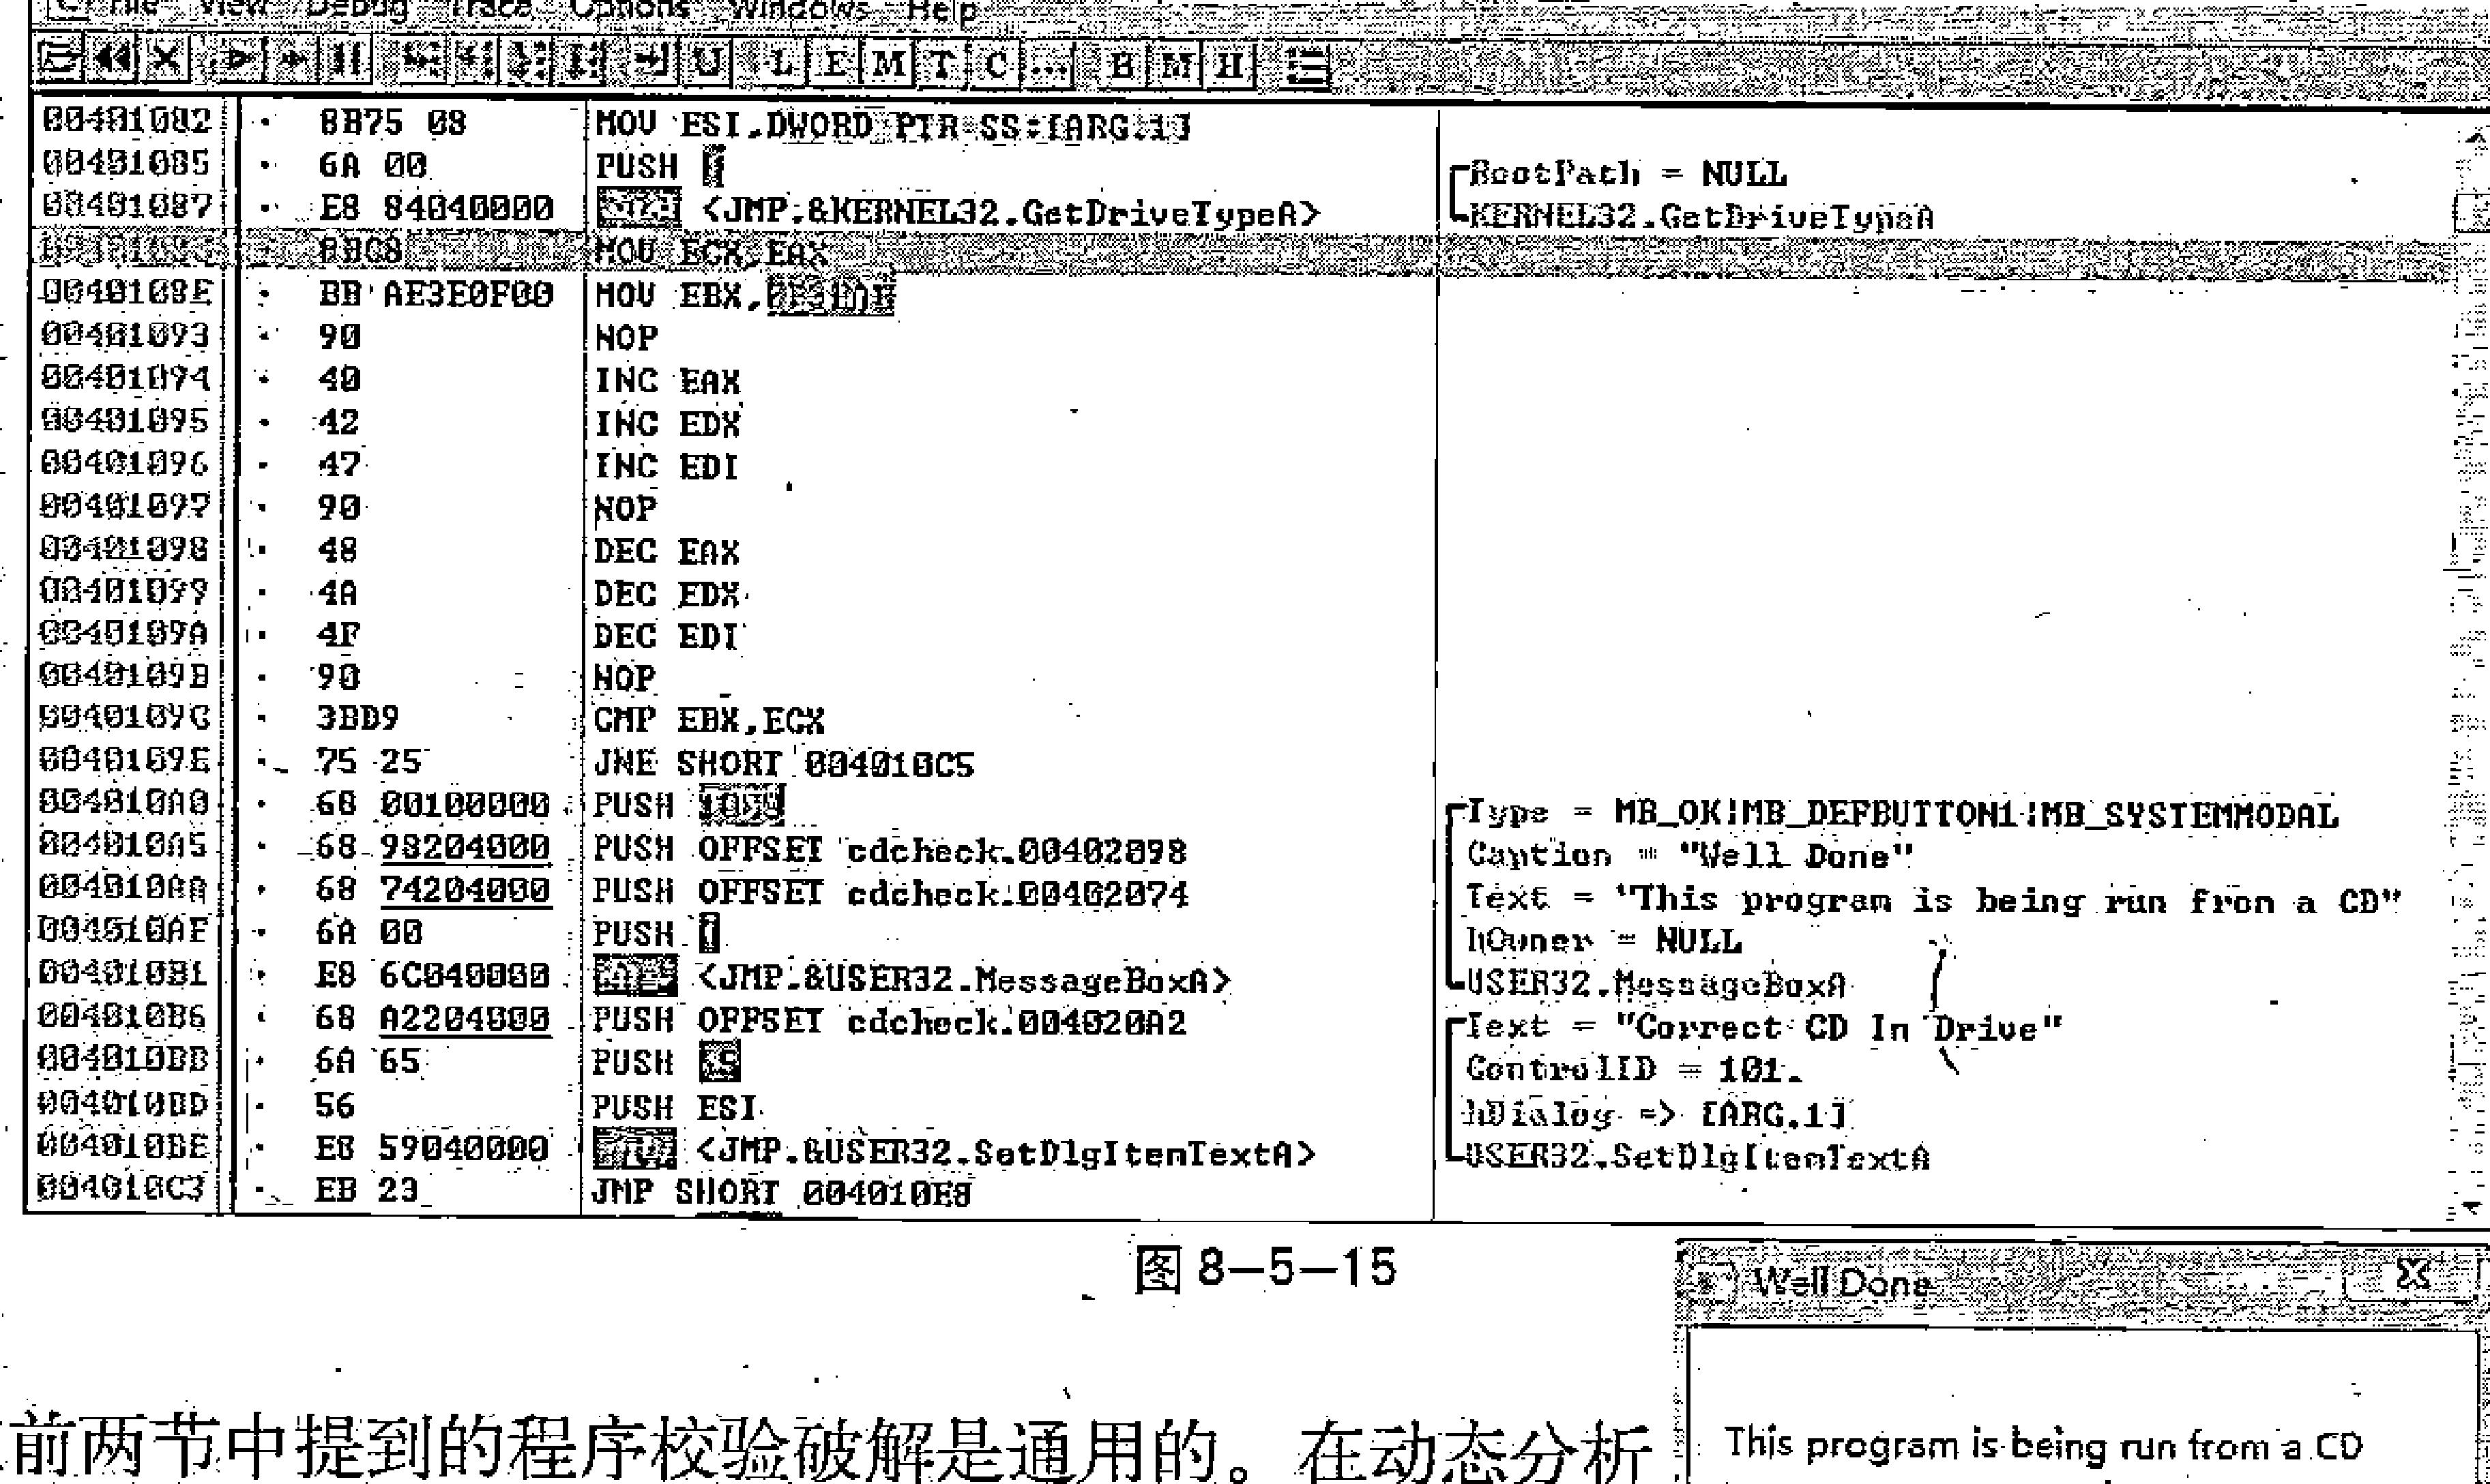 File View Debug Trace Options Windows Help
L E M T C ... B M H
00401082 · 8B75 08 MOV ESI,DWORD PTR SS:[ARG.1]
00401085 · 6A 00 PUSH RootPath = NULL
00401087 · E8 84040000 <JMP.&KERNEL32.GetDriveTypeA> KERNEL32.GetDriveTypeA
8BC8 MOV ECX,EAX
0040108E · BB AE3E0F00 MOV EBX,
00401093 · 90 NOP
00401094 · 40 INC EAX
00401095 · 42 INC EDX
00401096 · 47 INC EDI
00401097 · 90 NOP
00401098 · 48 DEC EAX
00401099 · 4A DEC EDX
0040109A · 4F DEC EDI
0040109B · 90 NOP
0040109C · 3BD9 CMP EBX,ECX
0040109E · 75 25 JNE SHORT 004010C5
004010A0 · 68 00100000 PUSH Type = MB_OK|MB_DEFBUTTON1|MB_SYSTEMMODAL
004010A5 · 68 98204000 PUSH OFFSET cdcheck.00402098 Caption = "Well Done"
004010AA · 68 74204000 PUSH OFFSET cdcheck.00402074 Text = "This program is being run from a CD"
004010AF · 6A 00 PUSH hOwner = NULL
004010B1 · E8 6C040000 <JMP.&USER32.MessageBoxA> USER32.MessageBoxA
004010B6 · 68 A2204000 PUSH OFFSET cdcheck.004020A2 Text = "Correct CD In Drive"
004010BB · 6A 65 PUSH ControlID = 101.
004010BD · 56 PUSH ESI hDialog => [ARG.1]
004010BE · E8 59040000 <JMP.&USER32.SetDlgItemTextA> USER32.SetDlgItemTextA
004010C3 · EB 23 JMP SHORT 004010E8
图 8-5-15
Well Done
This program is being run from a CD
前两节中提到的程序校验破解是通用的。在动态分析